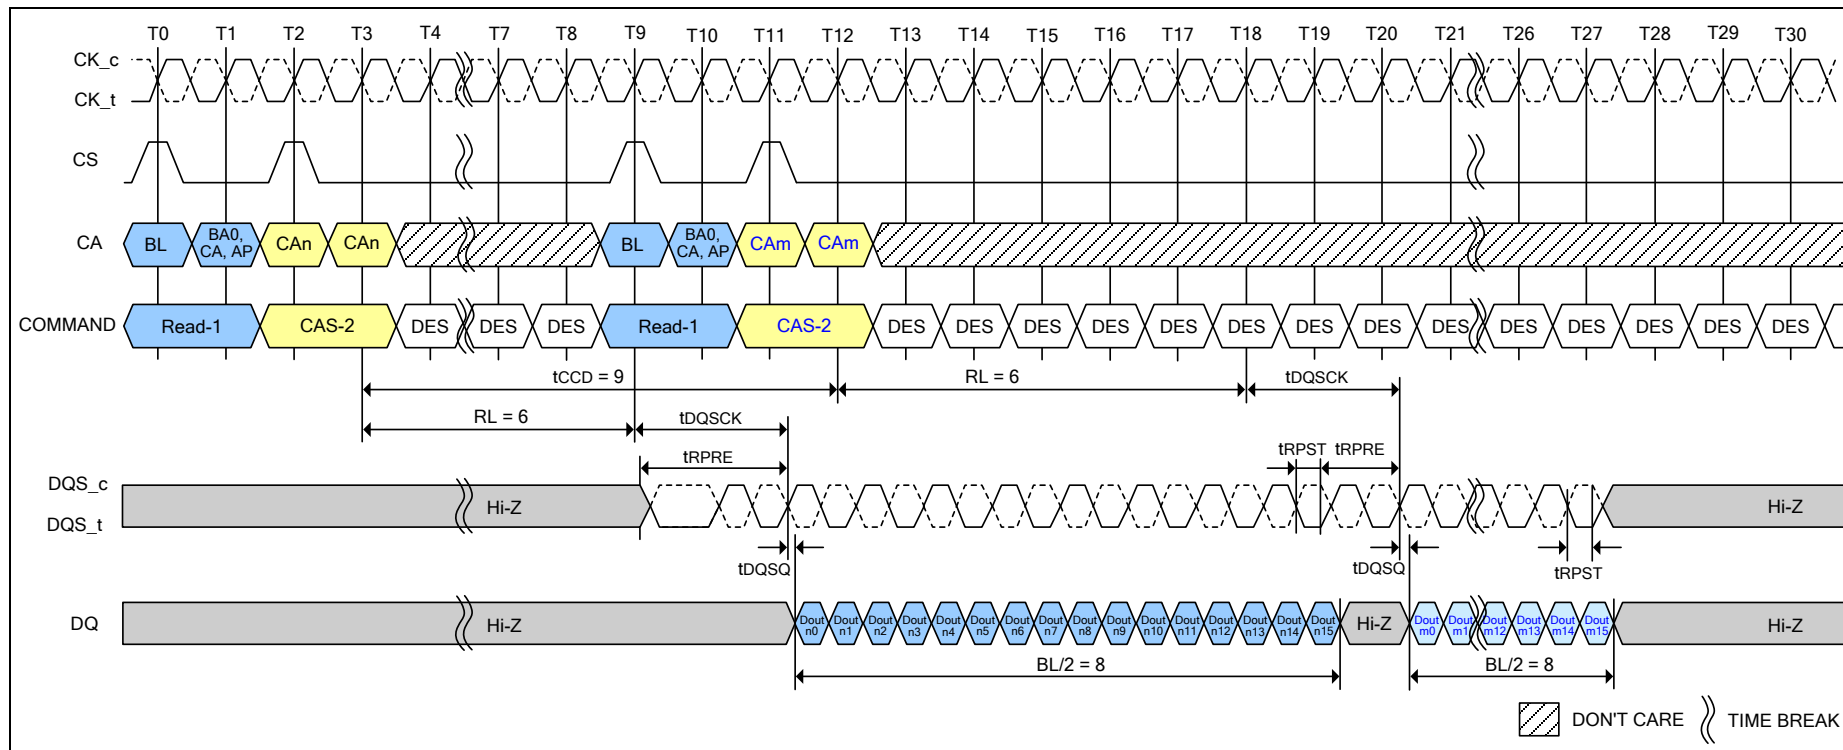 T0 T1 T2 T3 T4 T7 T8 T9 T10 T11 T12 T13 T14 T15 T16 T17 T18 T19 T20 T21 T26 T27 T28 T29 T30
CK_c
CK_t
CS
CA BL BA0, CA, AP CAn CAn BL BA0, CA, AP CAm CAm
COMMAND Read-1 CAS-2 DES DES DES Read-1 CAS-2 DES DES DES DES DES DES DES DES DES DES DES DES DES DES
tCCD = 9 RL = 6 tDQSCK
RL = 6 tDQSCK
tRPRE tRPST tRPRE
DQS_c
Hi-Z Hi-Z
DQS_t
tDQSQ tDQSQ tRPST
DQ Hi-Z Dout n0 Dout n1 Dout n2 Dout n3 Dout n4 Dout n5 Dout n6 Dout n7 Dout n8 Dout n9 Dout n10 Dout n11 Dout n12 Dout n13 Dout n14 Dout n15 Hi-Z Dout m0 Dout m1 Dout m12 Dout m13 Dout m14 Dout m15 Hi-Z
BL/2 = 8 BL/2 = 8
DON'T CARE TIME BREAK